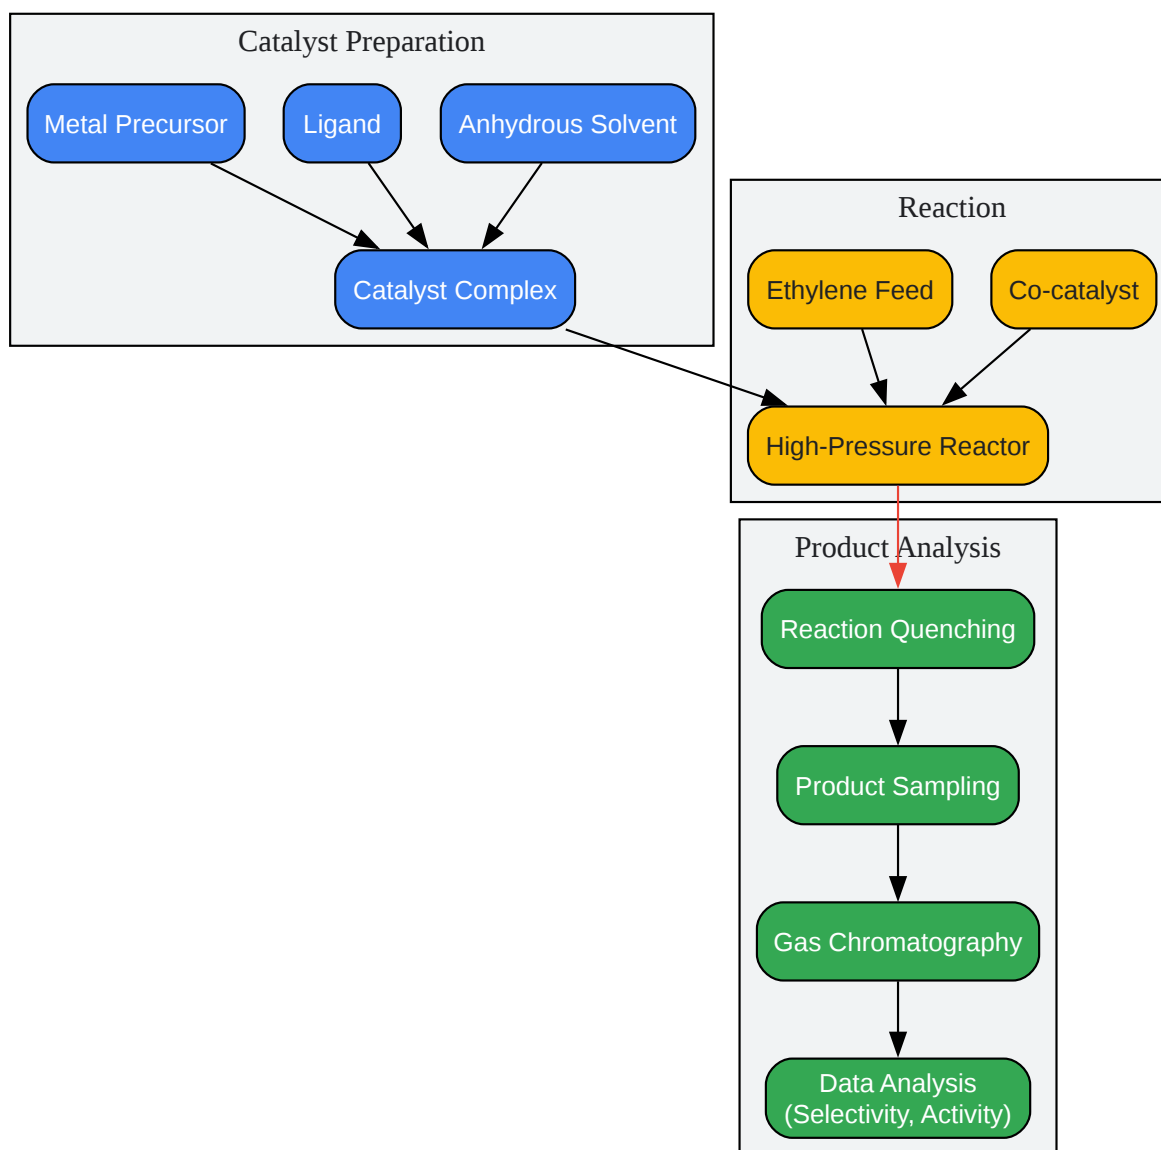 Catalyst Preparation
Metal Precursor
Ligand
Anhydrous Solvent
Catalyst Complex
Reaction
Ethylene Feed
Co-catalyst
High-Pressure Reactor
Product Analysis
Reaction Quenching
Product Sampling
Gas Chromatography
Data Analysis
(Selectivity, Activity)